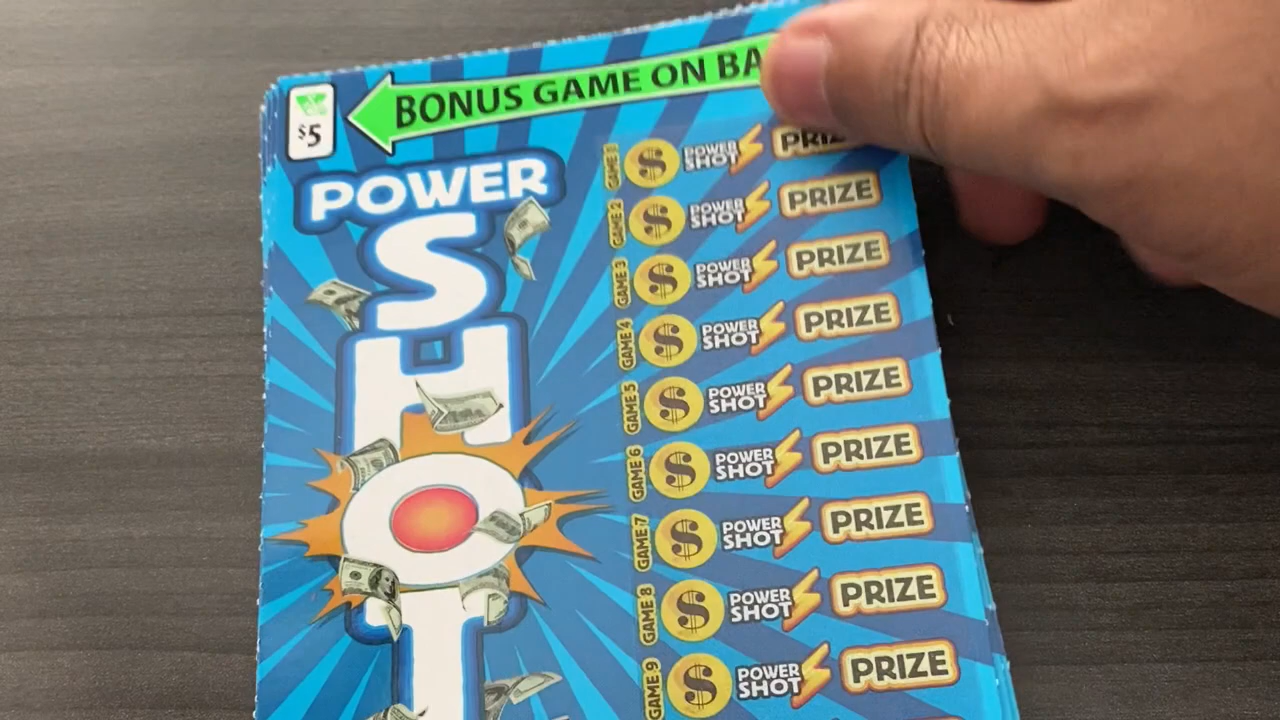 BONUS GAME ON BA
$5
POWER
SHOT
GAME 1 $ POWER SHOT PRIZ
GAME 2 $ POWER SHOT PRIZE
GAME 3 $ POWER SHOT PRIZE
GAME 4 $ POWER SHOT PRIZE
GAME 5 $ POWER SHOT PRIZE
GAME 6 $ POWER SHOT PRIZE
GAME 7 $ POWER SHOT PRIZE
GAME 8 $ POWER SHOT PRIZE
GAME 9 $ POWER SHOT PRIZE